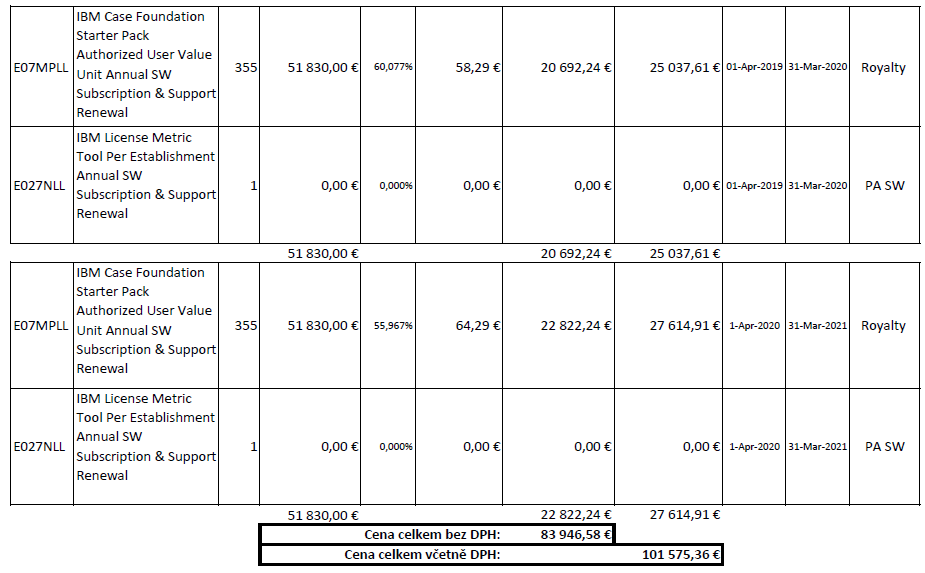 IBM Case Foundation
Starter Pack
Authorized User Value
E07MPLL Unit Annual SW 355 51 830,00 € 60,077% 58,29 € 20 692,24 € 25 037,61 € 01-Apr-2019 31-Mar-2020 Royalty
Subscription & Support
Renewal
IBM License Metric
Tool Per Establishment
E027NLL Annual SW 1 0,00 € 0,000% 0,00 € 0,00 € 0,00 € 01-Apr-2019 31-Mar-2020 PA SW
Subscription & Support
Renewal
51 830,00 € 20 692,24 € 25 037,61 €
IBM Case Foundation
Starter Pack
Authorized User Value
E07MPLL Unit Annual SW 355 51 830,00 € 55,967% 64,29 € 22 822,24 € 27 614,91 € 1-Apr-2020 31-Mar-2021 Royalty
Subscription & Support
Renewal
IBM License Metric
Tool Per Establishment
E027NLL Annual SW 1 0,00 € 0,000% 0,00 € 0,00 € 0,00 € 1-Apr-2020 31-Mar-2021 PA SW
Subscription & Support
Renewal
51 830,00 € 22 822,24 € 27 614,91 €
Cena celkem bez DPH: 83 946,58 €
Cena celkem včetně DPH: 101 575,36 €